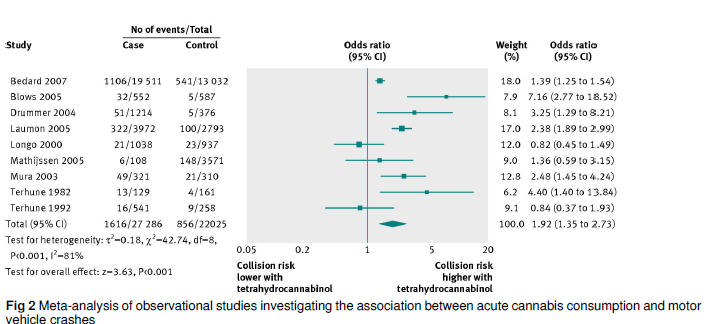 No of events/Total
Study Case Control Odds ratio (95% CI) Weight (%) Odds ratio (95% CI)
Bedard 2007 1106/19 511 541/13 032 18.0 1.39 (1.25 to 1.54)
Blows 2005 32/552 5/587 7.9 7.16 (2.77 to 18.52)
Drummer 2004 51/1214 5/376 8.1 3.25 (1.29 to 8.21)
Laumon 2005 322/3972 100/2793 17.0 2.38 (1.89 to 2.99)
Longo 2000 21/1038 23/937 12.0 0.82 (0.45 to 1.49)
Mathijssen 2005 6/108 148/3571 9.0 1.36 (0.59 to 3.15)
Mura 2003 49/321 21/310 12.8 2.48 (1.45 to 4.24)
Terhune 1982 13/129 4/161 6.2 4.40 (1.40 to 13.84)
Terhune 1992 16/541 9/258 9.1 0.84 (0.37 to 1.93)
Total (95% CI) 1616/27 286 856/22025 100.0 1.92 (1.35 to 2.73)
Test for heterogeneity: τ²=0.18, χ²=42.74, df=8,
P<0.001, I²=81%
Test for overall effect: z=3.63, P<0.001
0.05 0.2 1 5 20
Collision risk lower with tetrahydrocannabinol
Collision risk higher with tetrahydrocannabinol
Fig 2 Meta-analysis of observational studies investigating the association between acute cannabis consumption and motor
vehicle crashes